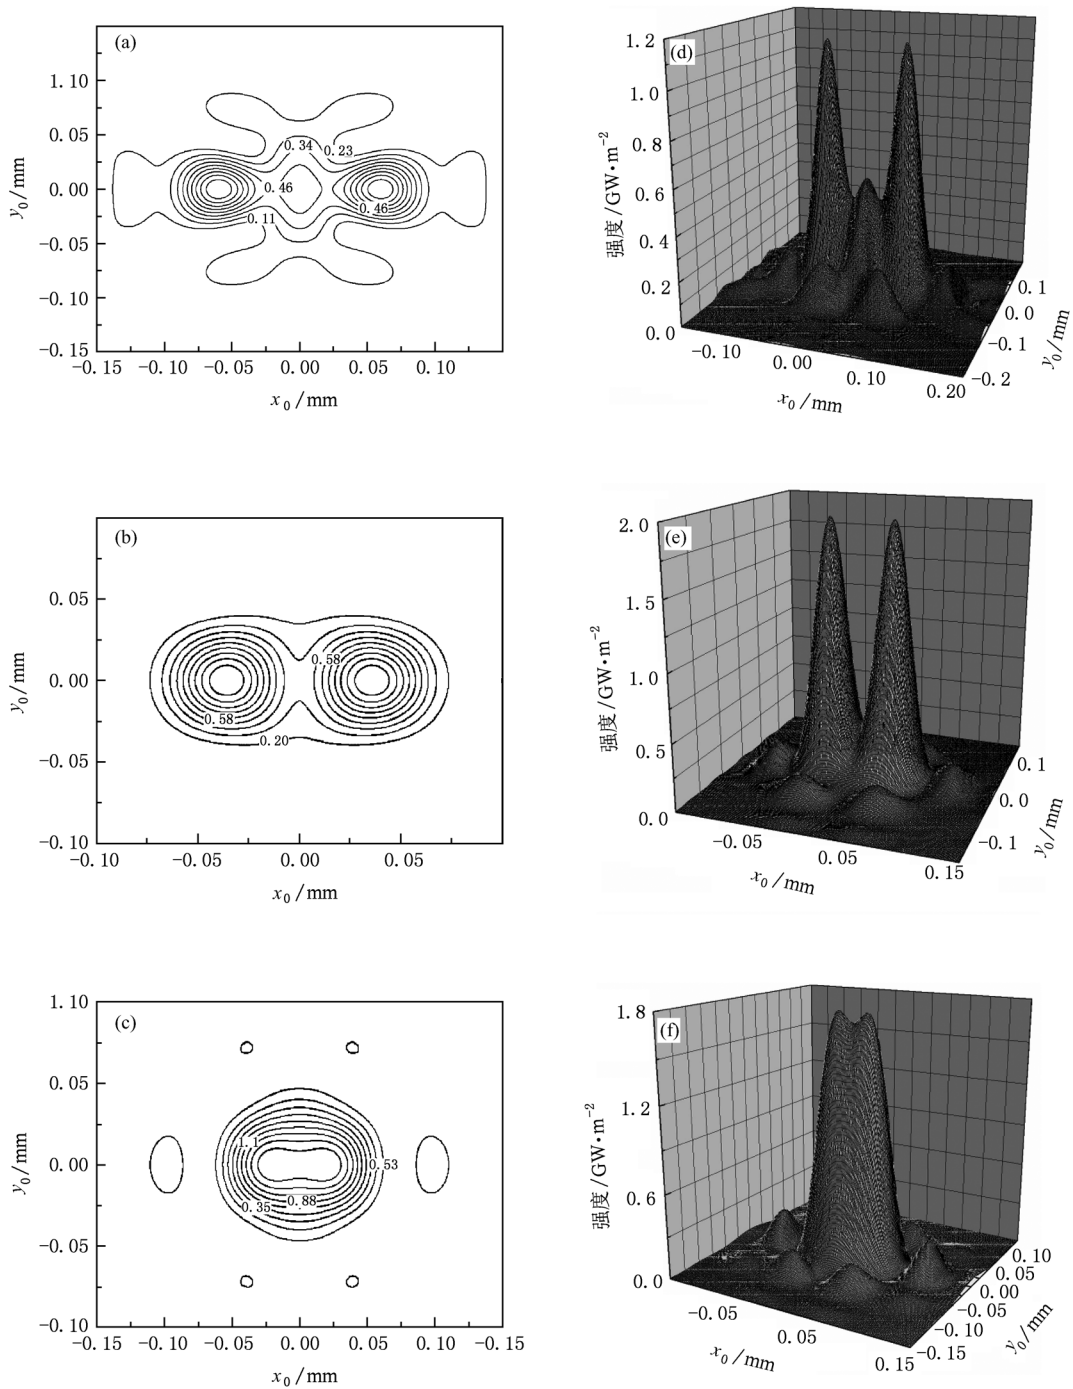 (a)
1.10
0.05
0.00
−0.05
−0.10
−0.15
y₀/mm
0.34
0.23
0.46
0.46
0.11
−0.15 −0.10 −0.05 0.00 0.05 0.10
x₀/mm
(d)
1.2
1.0
0.8
0.6
0.4
0.2
0.0
强度/GW·m⁻²
−0.10 0.00 0.10 0.20
x₀/mm
0.1
0.0
−0.1
−0.2
y₀/mm
(b)
0.05
0.00
−0.05
−0.10
y₀/mm
0.58
0.58
0.20
−0.10 −0.05 0.00 0.05
x₀/mm
(e)
2.0
1.5
1.0
0.5
0.0
强度/GW·m⁻²
−0.05 0.05 0.15
x₀/mm
0.1
0.0
−0.1
y₀/mm
(c)
1.10
0.05
0.00
−0.05
−0.10
y₀/mm
1.1
0.53
0.88
0.35
−0.15 −0.10 −0.05 0.00 0.05 0.10 0.15
x₀/mm
(f)
1.8
1.2
0.6
0.0
强度/GW·m⁻²
−0.05 0.05 0.15
x₀/mm
0.10
0.05
0.00
−0.05
−0.10
−0.15
y₀/mm